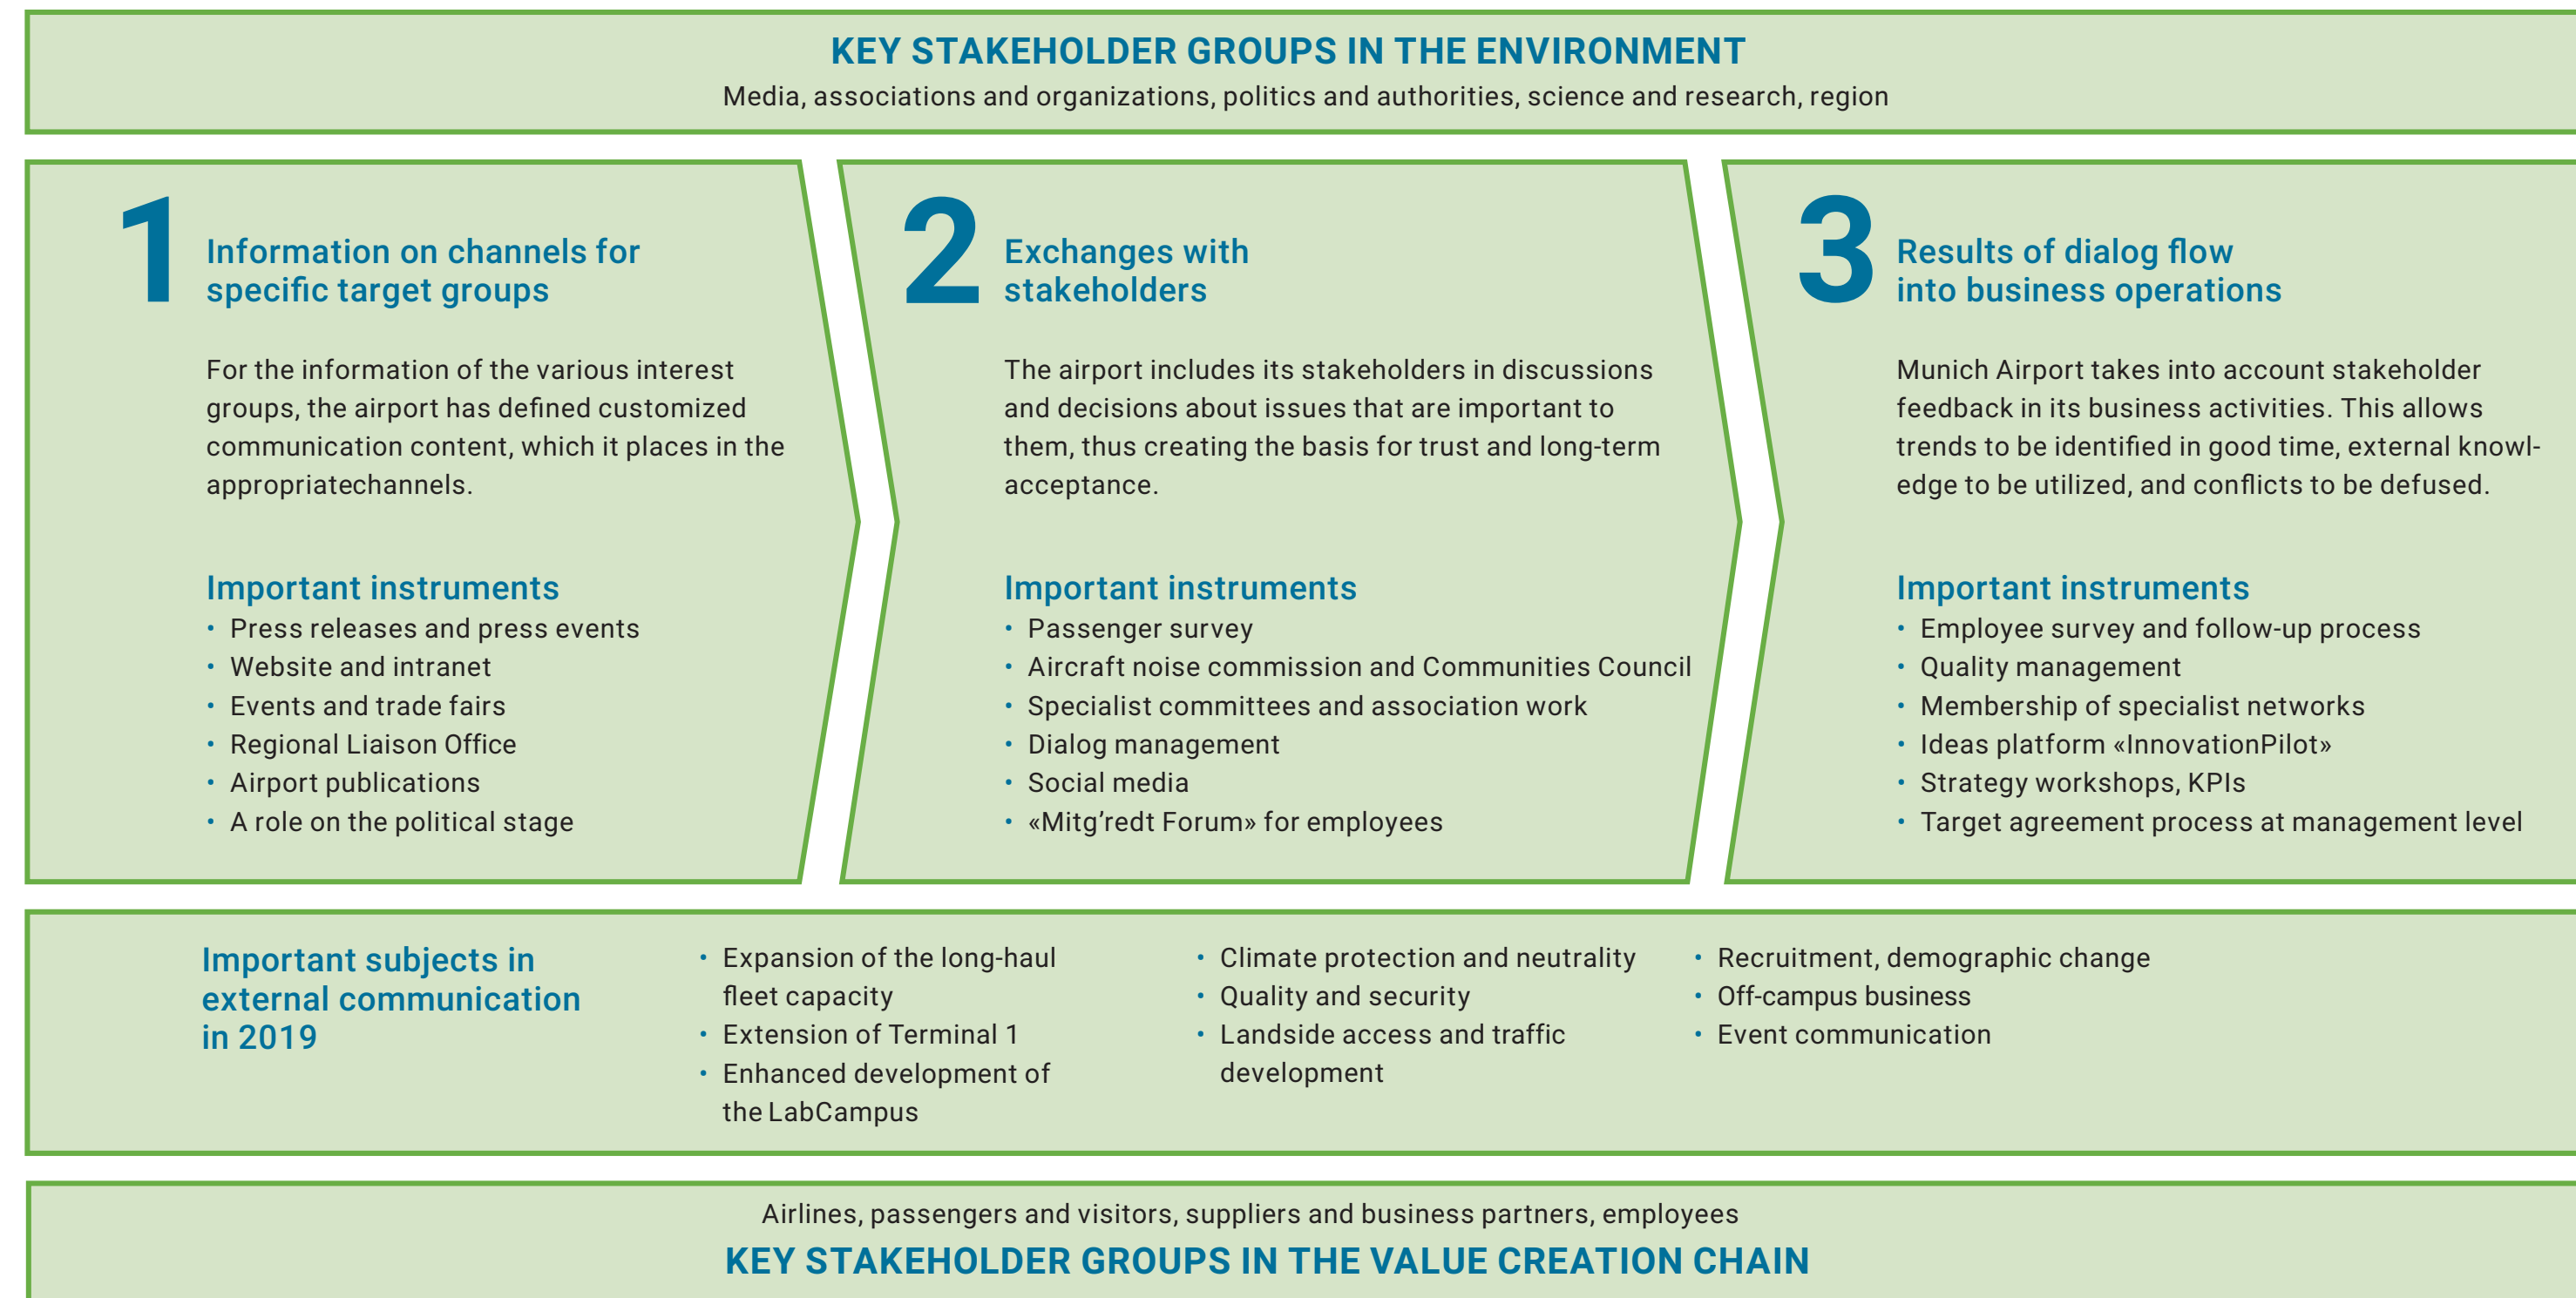 KEY STAKEHOLDER GROUPS IN THE ENVIRONMENT
Media, associations and organizations, politics and authorities, science and research, region
1
Information on channels for
specific target groups
For the information of the various interest
groups, the airport has defined customized
communication content, which it places in the
appropriatechannels.
Important instruments
• Press releases and press events
• Website and intranet
• Events and trade fairs
• Regional Liaison Office
• Airport publications
• A role on the political stage
2
Exchanges with
stakeholders
The airport includes its stakeholders in discussions
and decisions about issues that are important to
them, thus creating the basis for trust and long-term
acceptance.
Important instruments
• Passenger survey
• Aircraft noise commission and Communities Council
• Specialist committees and association work
• Dialog management
• Social media
• «Mitg’redt Forum» for employees
3
Results of dialog flow
into business operations
Munich Airport takes into account stakeholder
feedback in its business activities. This allows
trends to be identified in good time, external knowl-
edge to be utilized, and conflicts to be defused.
Important instruments
• Employee survey and follow-up process
• Quality management
• Membership of specialist networks
• Ideas platform «InnovationPilot»
• Strategy workshops, KPIs
• Target agreement process at management level
Important subjects in
external communication
in 2019
• Expansion of the long-haul
fleet capacity
• Extension of Terminal 1
• Enhanced development of
the LabCampus
• Climate protection and neutrality
• Quality and security
• Landside access and traffic
development
• Recruitment, demographic change
• Off-campus business
• Event communication
Airlines, passengers and visitors, suppliers and business partners, employees
KEY STAKEHOLDER GROUPS IN THE VALUE CREATION CHAIN